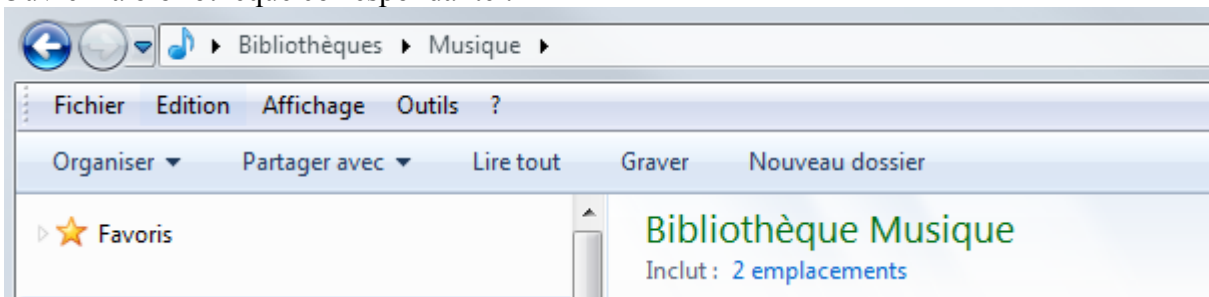 Bibliothèques Musique
Fichier Edition Affichage Outils ?
Organiser Partager avec Lire tout Graver Nouveau dossier
Favoris
Bibliothèque Musique
Inclut : 2 emplacements